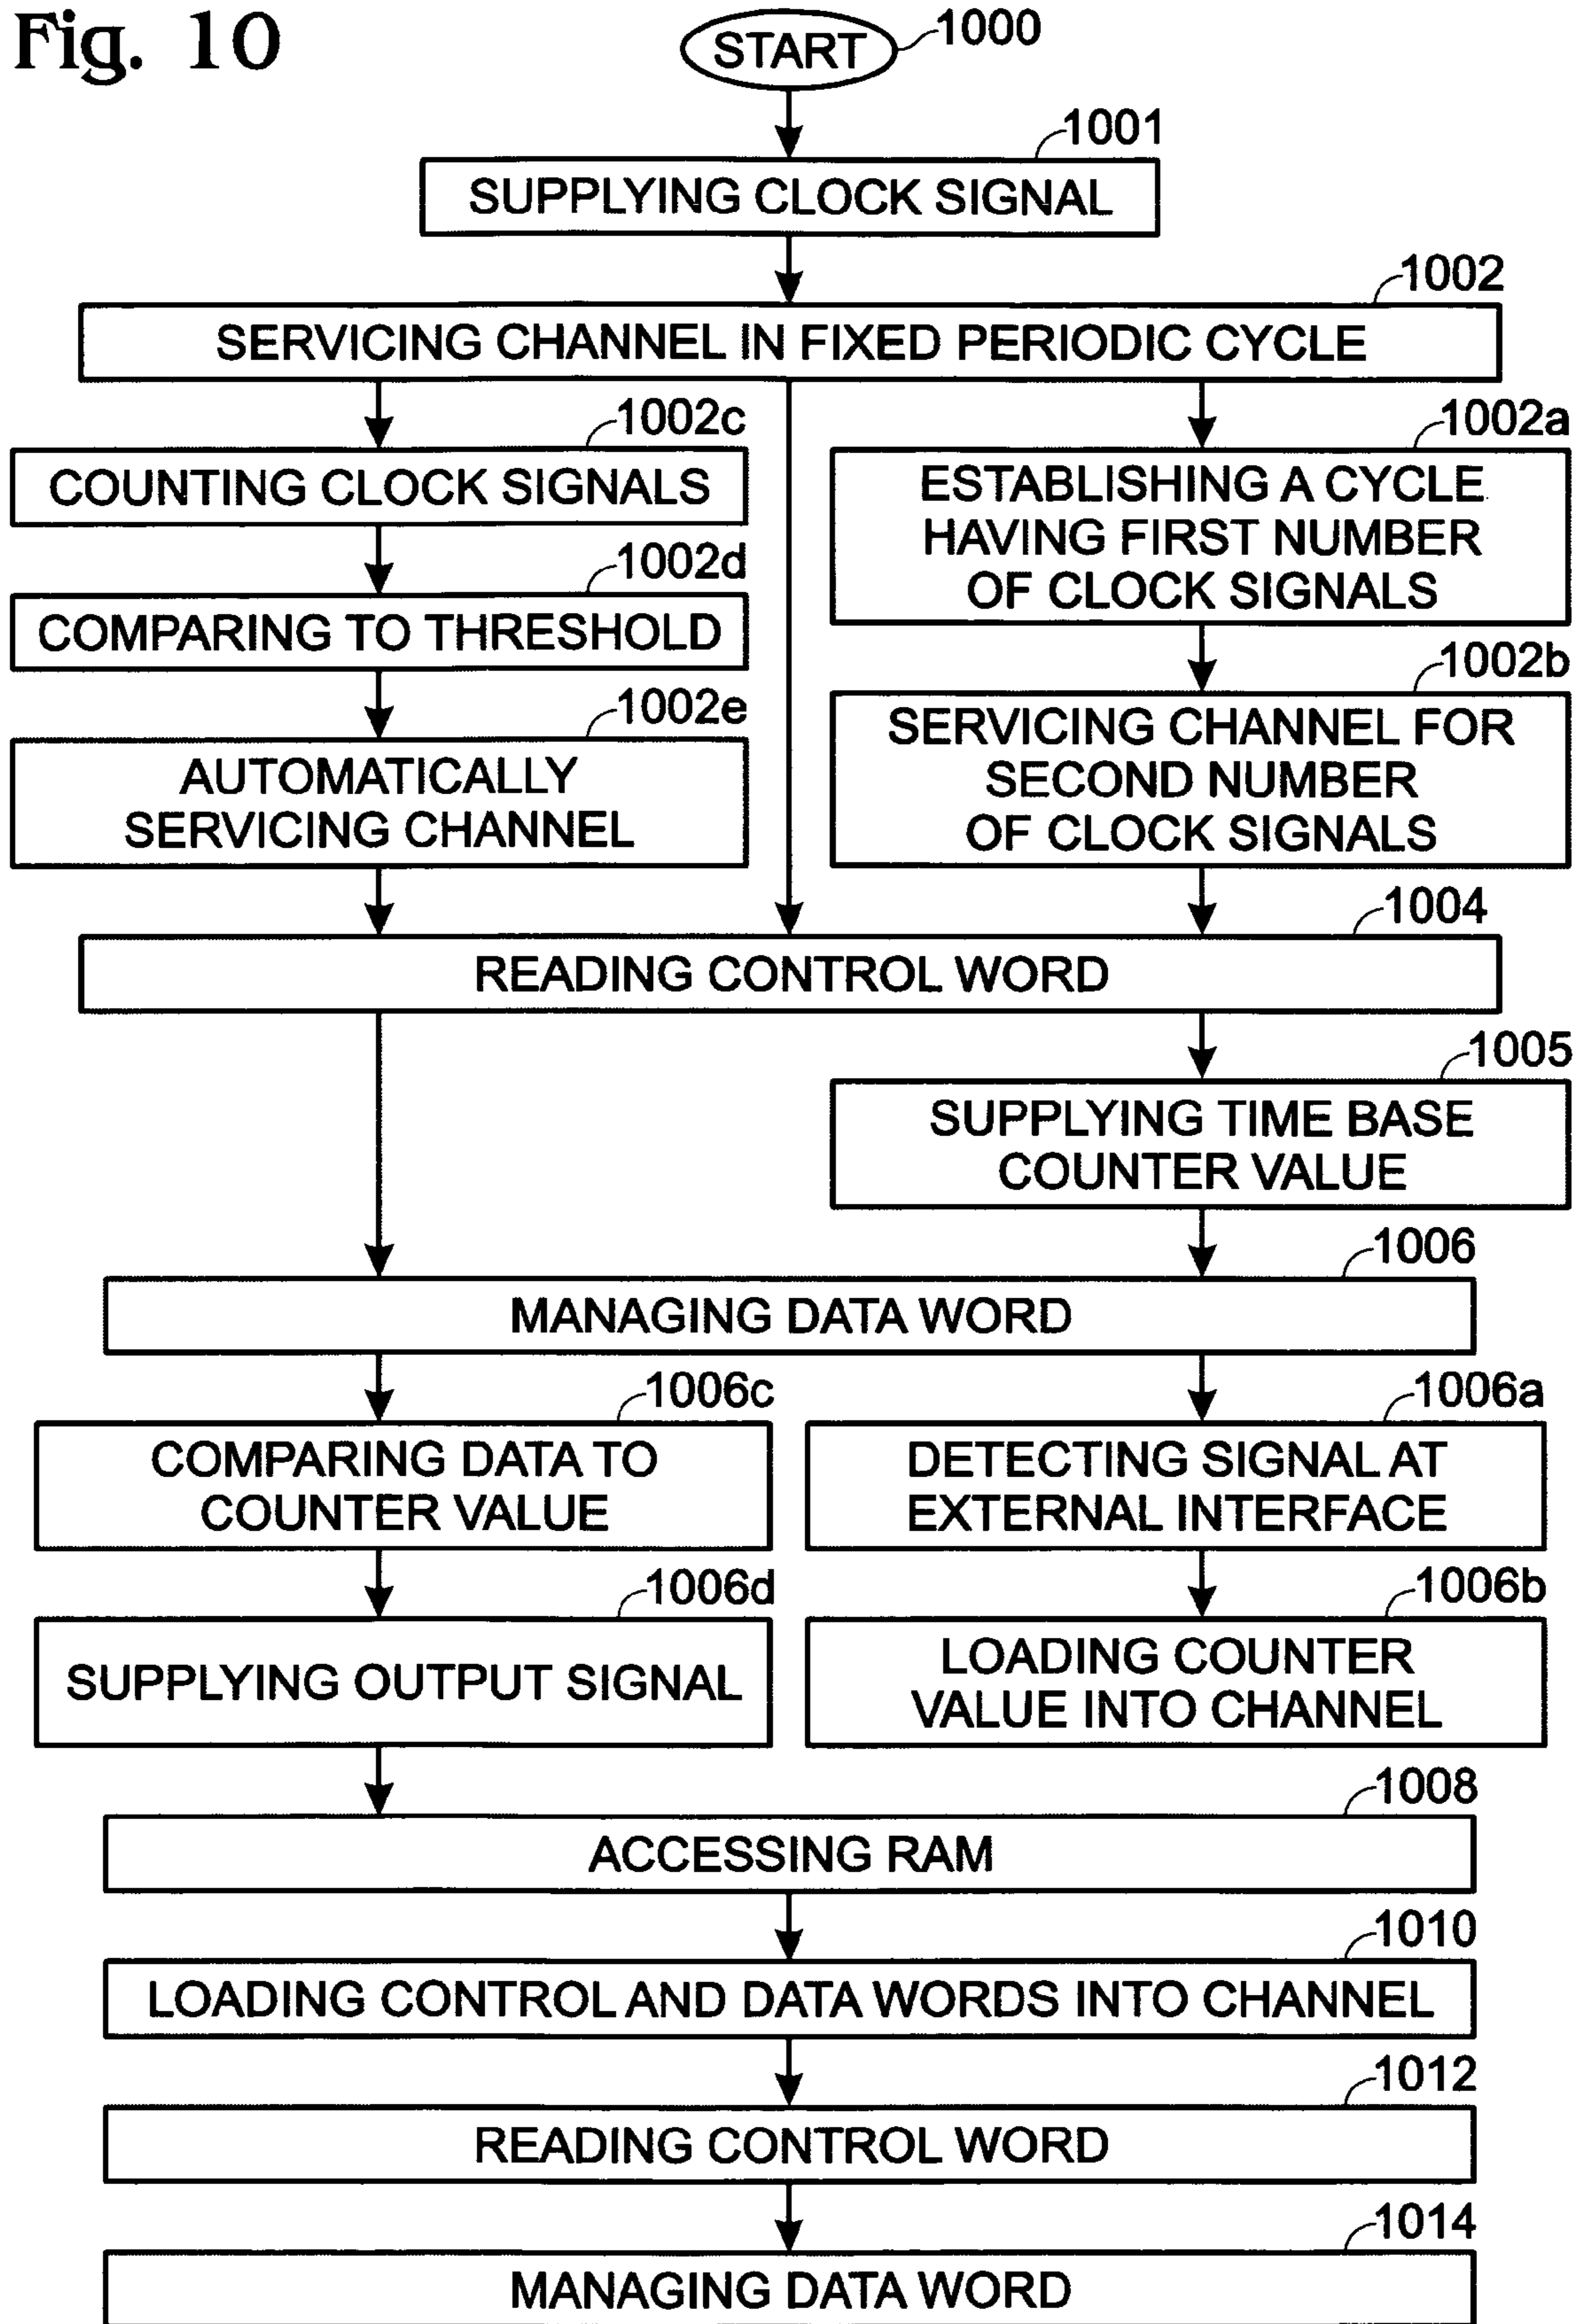 Fig. 10
START
1000
1001
SUPPLYING CLOCK SIGNAL
1002
SERVICING CHANNEL IN FIXED PERIODIC CYCLE
1002c
COUNTING CLOCK SIGNALS
1002d
COMPARING TO THRESHOLD
1002e
AUTOMATICALLY
SERVICING CHANNEL
1002a
ESTABLISHING A CYCLE
HAVING FIRST NUMBER
OF CLOCK SIGNALS
1002b
SERVICING CHANNEL FOR
SECOND NUMBER
OF CLOCK SIGNALS
1004
READING CONTROL WORD
1005
SUPPLYING TIME BASE
COUNTER VALUE
1006
MANAGING DATA WORD
1006c
COMPARING DATA TO
COUNTER VALUE
1006d
SUPPLYING OUTPUT SIGNAL
1006a
DETECTING SIGNAL AT
EXTERNAL INTERFACE
1006b
LOADING COUNTER
VALUE INTO CHANNEL
1008
ACCESSING RAM
1010
LOADING CONTROL AND DATA WORDS INTO CHANNEL
1012
READING CONTROL WORD
1014
MANAGING DATA WORD